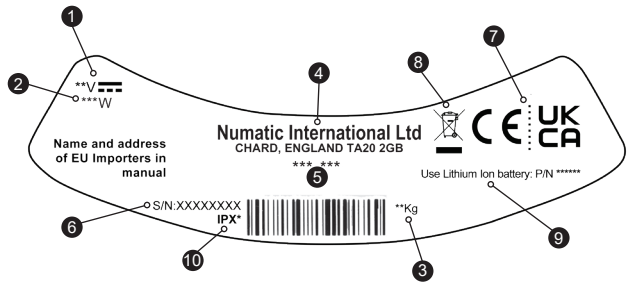 1
2
**V
***W
Name and address
of EU Importers in
manual
4
Numatic International Ltd
CHARD, ENGLAND TA20 2GB
*** ***
5
8
7
CE
UK
CA
Use Lithium Ion battery: P/N ******
9
6
S/N:XXXXXXXX
IPX*
10
**Kg
3